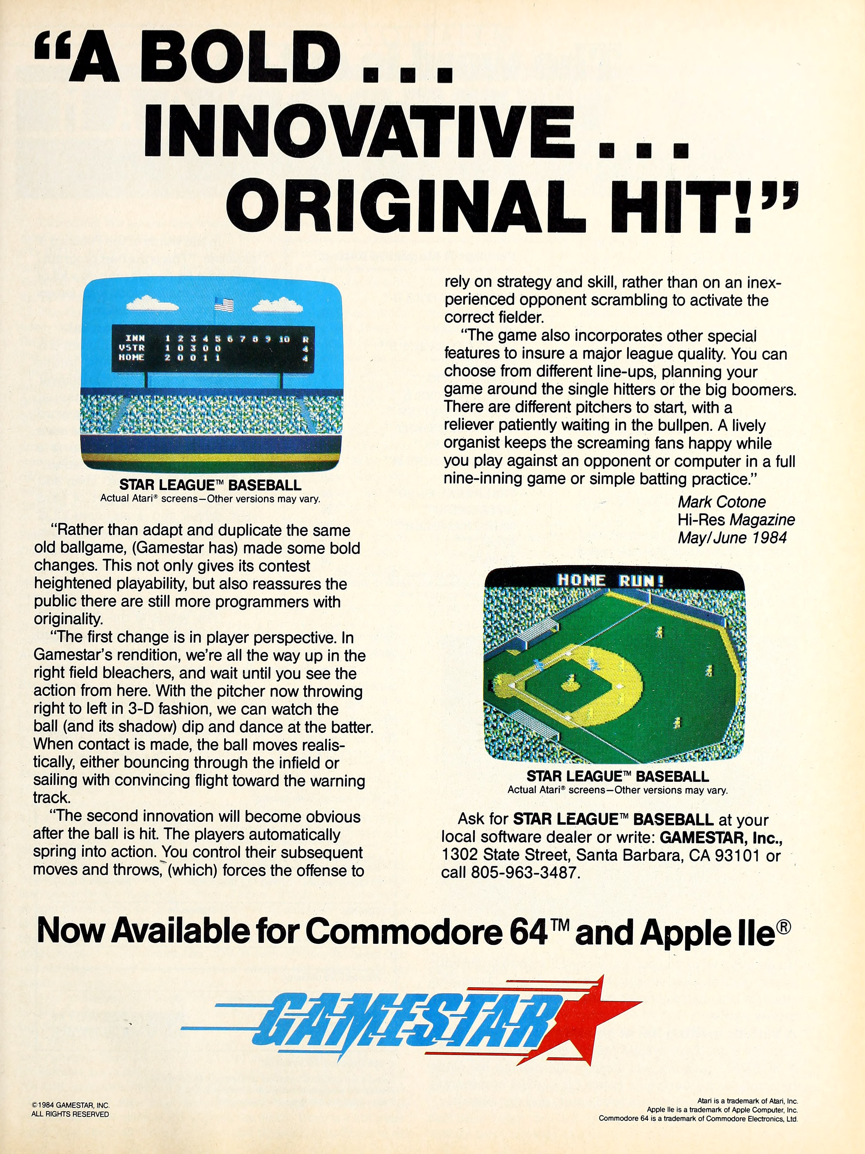 “A BOLD . . .
INNOVATIVE . . .
ORIGINAL HIT!”
INN 1 2 3 4 5 6 7 8 9 10 R
VSTR 1 0 3 0 0 4
HOME 2 0 0 1 1 4
STAR LEAGUE™ BASEBALL
Actual Atari® screens—Other versions may vary.
“Rather than adapt and duplicate the same
old ballgame, (Gamestar has) made some bold
changes. This not only gives its contest
heightened playability, but also reassures the
public there are still more programmers with
originality.
“The first change is in player perspective. In
Gamestar’s rendition, we’re all the way up in the
right field bleachers, and wait until you see the
action from here. With the pitcher now throwing
right to left in 3-D fashion, we can watch the
ball (and its shadow) dip and dance at the batter.
When contact is made, the ball moves realis-
tically, either bouncing through the infield or
sailing with convincing flight toward the warning
track.
“The second innovation will become obvious
after the ball is hit. The players automatically
spring into action. You control their subsequent
moves and throws, (which) forces the offense to
rely on strategy and skill, rather than on an inex-
perienced opponent scrambling to activate the
correct fielder.
“The game also incorporates other special
features to insure a major league quality. You can
choose from different line-ups, planning your
game around the single hitters or the big boomers.
There are different pitchers to start, with a
reliever patiently waiting in the bullpen. A lively
organist keeps the screaming fans happy while
you play against an opponent or computer in a full
nine-inning game or simple batting practice.”
Mark Cotone
Hi-Res Magazine
May/June 1984
HOME RUN!
STAR LEAGUE™ BASEBALL
Actual Atari® screens—Other versions may vary.
Ask for STAR LEAGUE™ BASEBALL at your
local software dealer or write: GAMESTAR, Inc.,
1302 State Street, Santa Barbara, CA 93101 or
call 805-963-3487.
Now Available for Commodore 64™ and Apple IIe®
GAMESTAR
©1984 GAMESTAR, INC.
ALL RIGHTS RESERVED
Atari is a trademark of Atari, Inc.
Apple IIe is a trademark of Apple Computer, Inc.
Commodore 64 is a trademark of Commodore Electronics, Ltd.